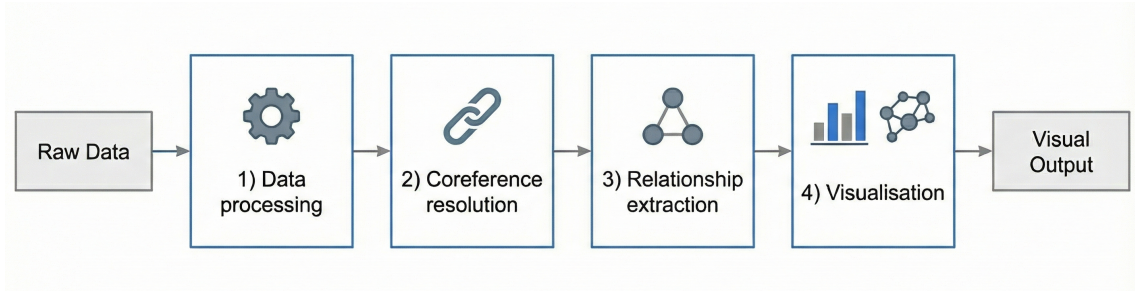 Raw Data
1) Data
processing
2) Coreference
resolution
3) Relationship
extraction
4) Visualisation
Visual
Output